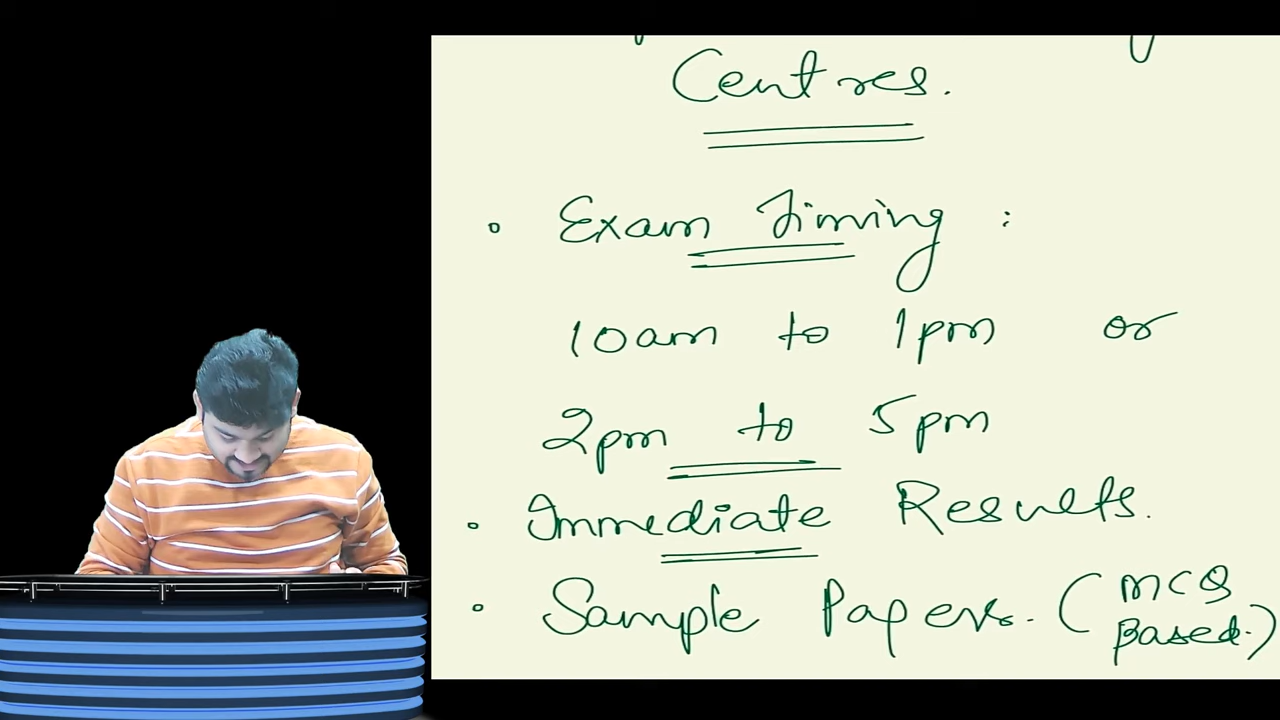 Centres.
• Exam Timing :
10am to 1pm or
2pm to 5pm
• Immediate Results.
• Sample Papers. (MCQ
Based.)